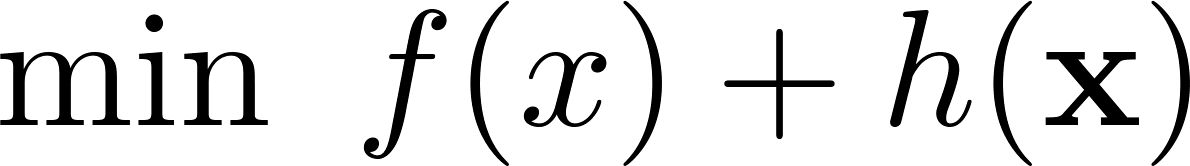 min f(x) + h(𝐱)